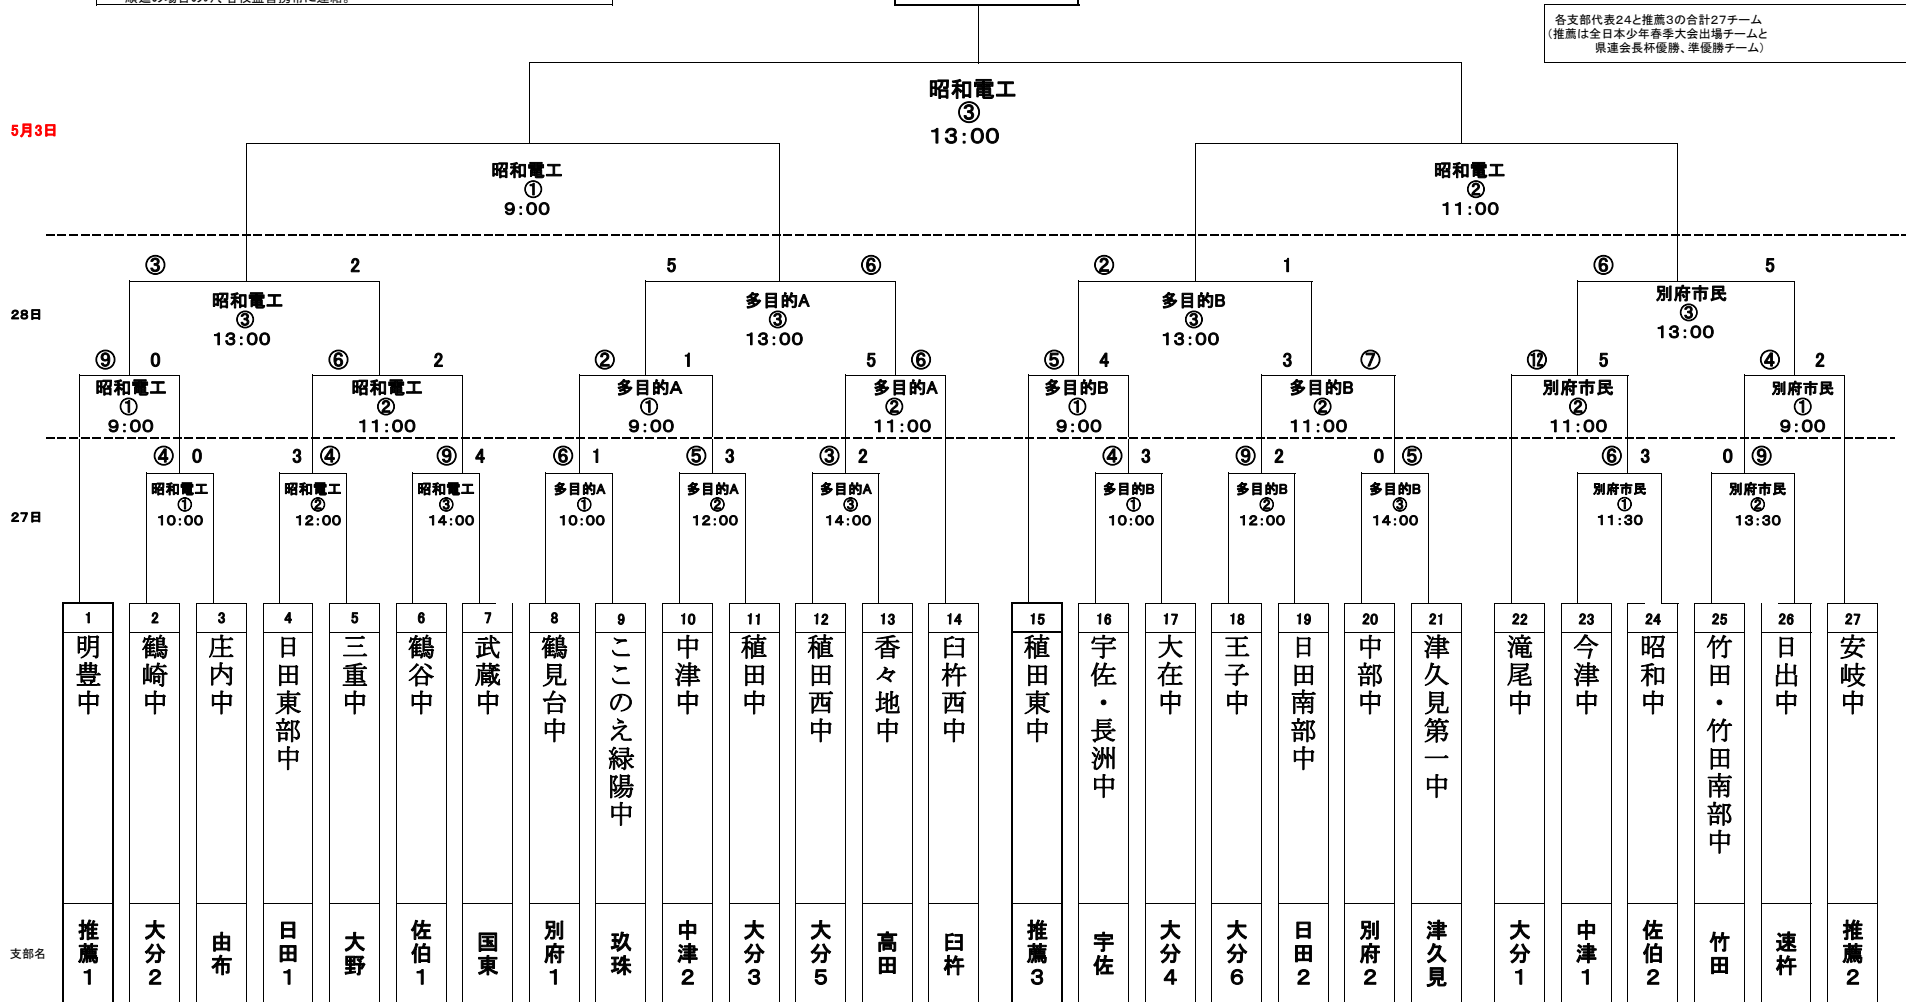 各支部代表24と推薦3の合計27チーム
（推薦は全日本少年春季大会出場チームと
県連会長杯優勝、準優勝チーム）
昭和電工
③
13:00
5月3日
昭和電工
①
9:00
昭和電工
②
11:00
③ 2 5 ⑥ ② 1 ⑥ 5
28日
昭和電工
③
13:00
多目的A
③
13:00
多目的B
③
13:00
別府市民
③
13:00
⑨ 0 ⑥ 2 ② 1 5 ⑥ ⑤ 4 3 ⑦ ⑫ 5 ④ 2
昭和電工
①
9:00
昭和電工
②
11:00
多目的A
①
9:00
多目的A
②
11:00
多目的B
①
9:00
多目的B
②
11:00
別府市民
②
11:00
別府市民
①
9:00
④ 0 3 ④ ⑨ 4 ⑥ 1 ⑤ 3 ③ 2 ④ 3 ⑨ 2 0 ⑤ ⑥ 3 0 ⑨
27日
昭和電工
①
10:00
昭和電工
②
12:00
昭和電工
③
14:00
多目的A
①
10:00
多目的A
②
12:00
多目的A
③
14:00
多目的B
①
10:00
多目的B
②
12:00
多目的B
③
14:00
別府市民
①
11:30
別府市民
②
13:30
1 2 3 4 5 6 7 8 9 10 11 12 13 14 15 16 17 18 19 20 21 22 23 24 25 26 27
明豊中
鶴崎中
庄内中
日田東部中
三重中
鶴谷中
武蔵中
鶴見台中
ここのえ緑陽中
中津中
稙田中
稙田西中
香々地中
臼杵西中
稙田東中
宇佐・長洲中
大在中
王子中
日田南部中
中部中
津久見第一中
滝尾中
今津中
昭和中
竹田・竹田南部中
日出中
安岐中
支部名
推薦1
大分2
由布
日田1
大野
佐伯1
国東
別府1
玖珠
中津2
大分3
大分5
高田
臼杵
推薦3
宇佐
大分4
大分6
日田2
別府2
津久見
大分1
中津1
佐伯2
竹田
速杵
推薦2